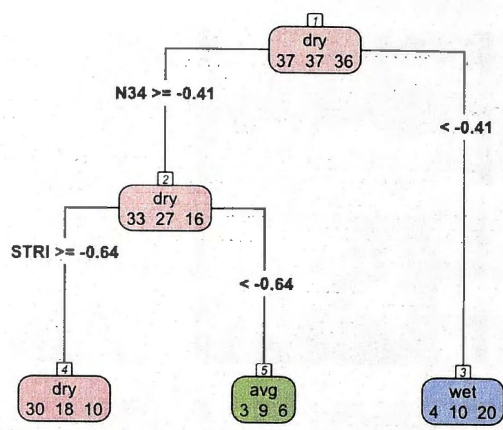 1
dry
37 37 36
N34 >= -0.41
< -0.41
2
dry
33 27 16
STRI >= -0.64
< -0.64
4
dry
30 18 10
5
avg
3 9 6
3
wet
4 10 20